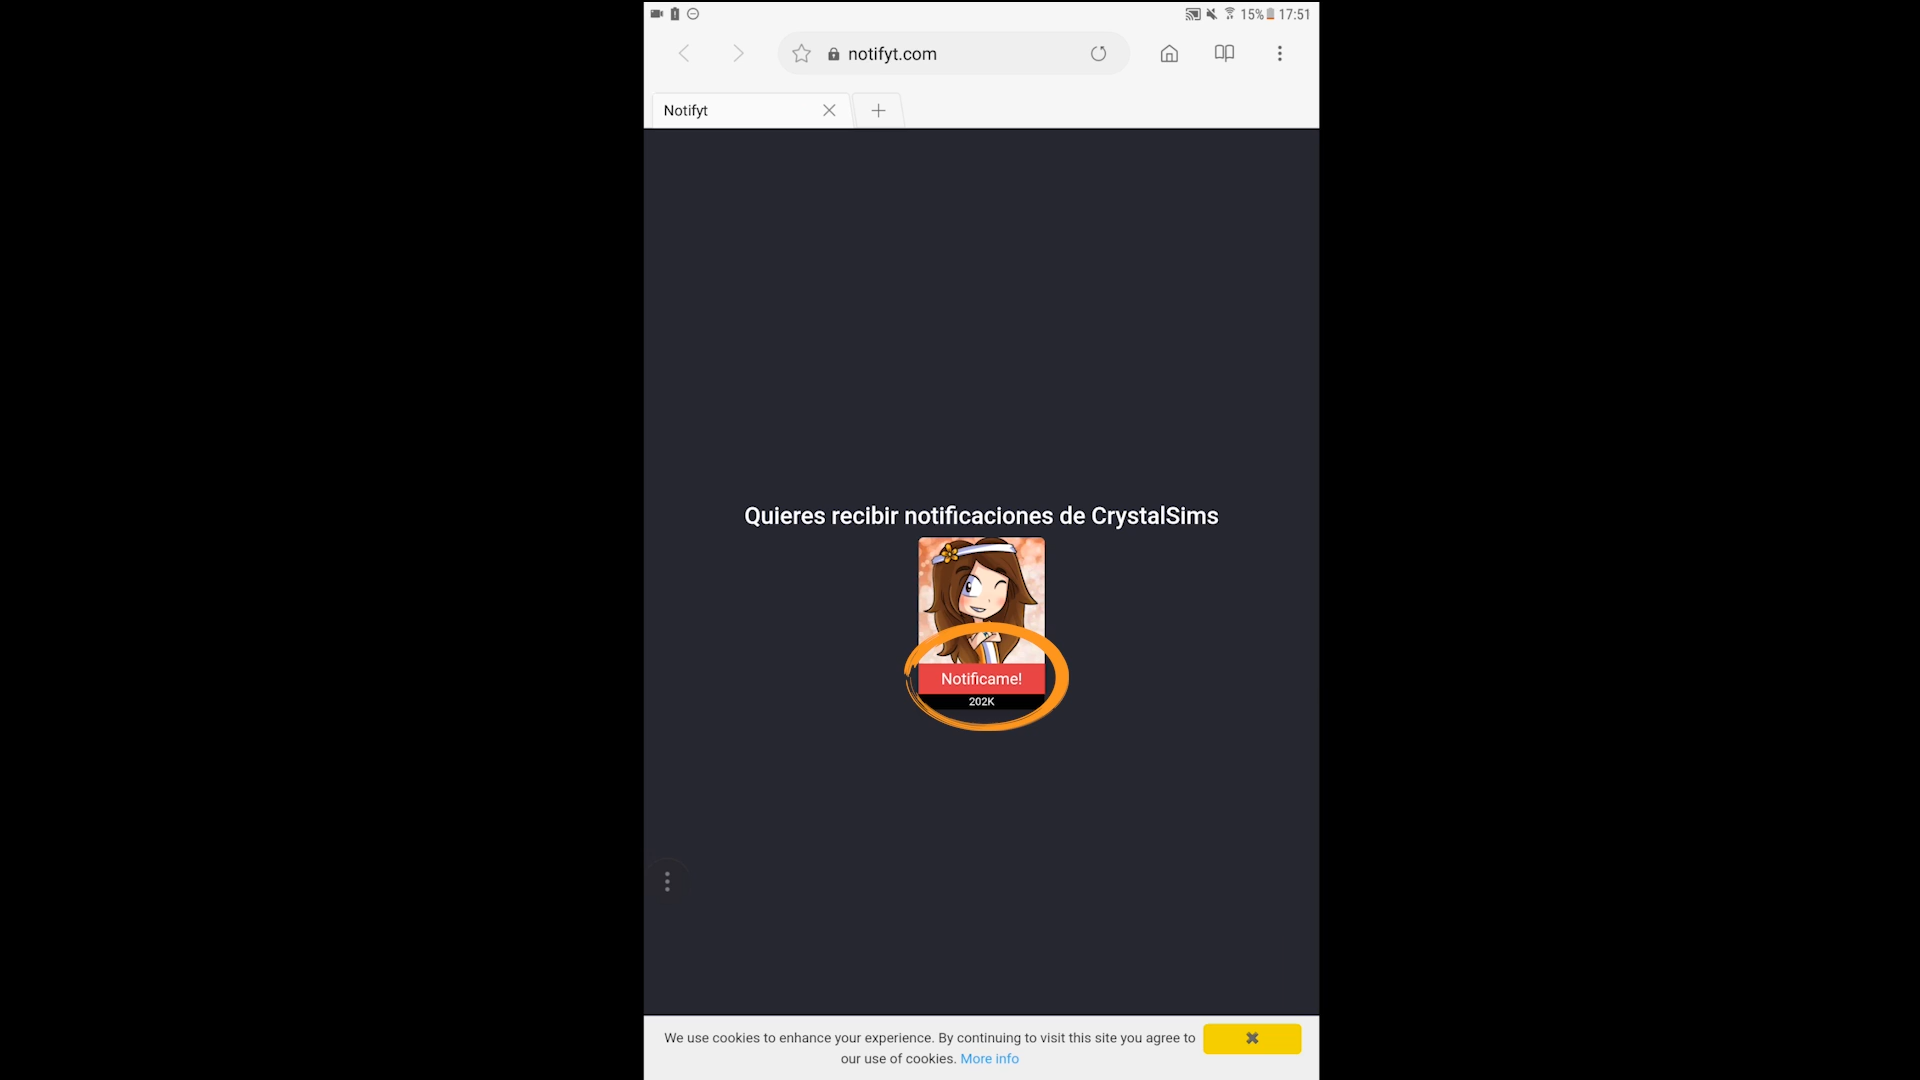 15% 17:51
notifyt.com
Notifyt
Quieres recibir notificaciones de CrystalSims
Notificame!
202K
We use cookies to enhance your experience. By continuing to visit this site you agree to
our use of cookies. More info